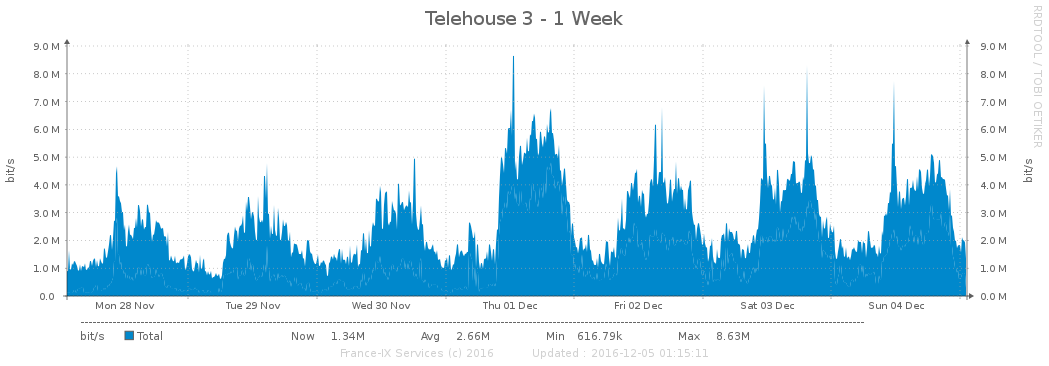 Telehouse 3 - 1 Week
RRDTOOL / TOBI OETIKER
9.0 M 9.0 M
8.0 M 8.0 M
7.0 M 7.0 M
6.0 M 6.0 M
5.0 M 5.0 M
bit/s bit/s
4.0 M 4.0 M
3.0 M 3.0 M
2.0 M 2.0 M
1.0 M 1.0 M
0.0 0.0 M
Mon 28 Nov Tue 29 Nov Wed 30 Nov Thu 01 Dec Fri 02 Dec Sat 03 Dec Sun 04 Dec
bit/s Total Now 1.34M Avg 2.66M Min 616.79k Max 8.63M
France-IX Services (c) 2016 Updated : 2016-12-05 01:15:11